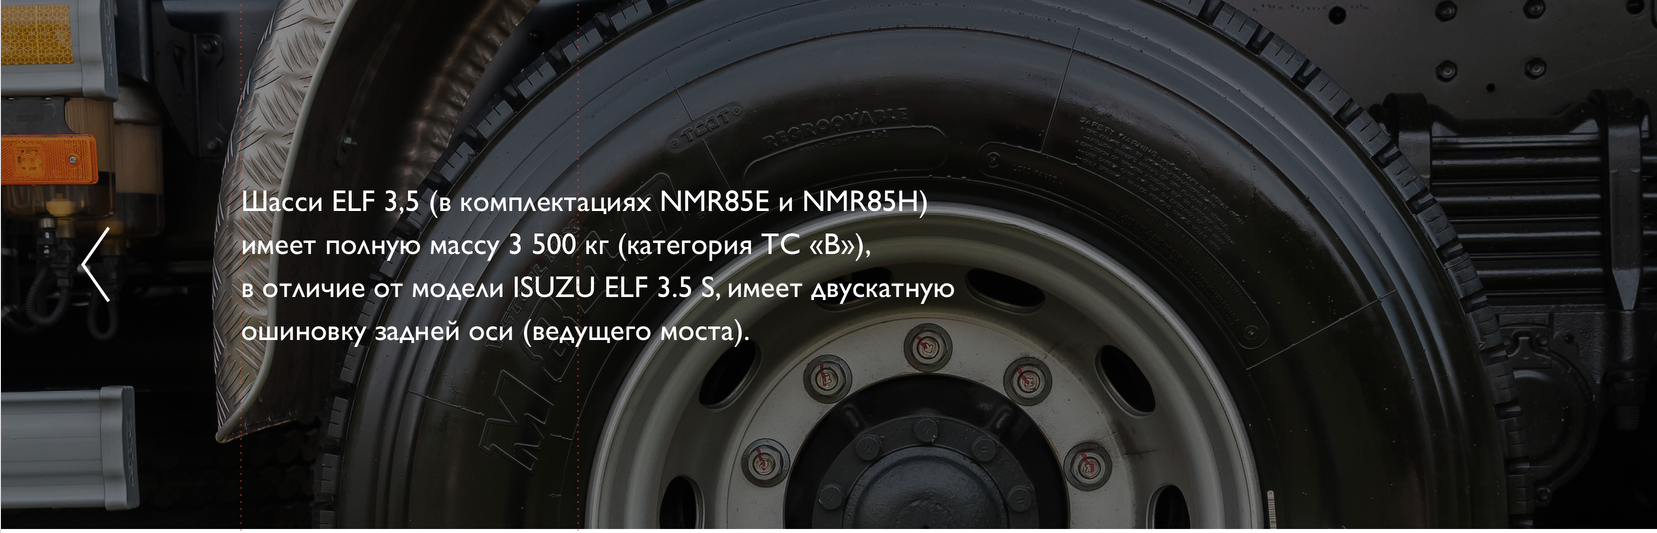 Шасси ELF 3,5 (в комплектациях NMR85E и NMR85H)
имеет полную массу 3 500 кг (категория ТС «В»),
в отличие от модели ISUZU ELF 3.5 S, имеет двускатную
ошиновку задней оси (ведущего моста).
REGROOVABLE